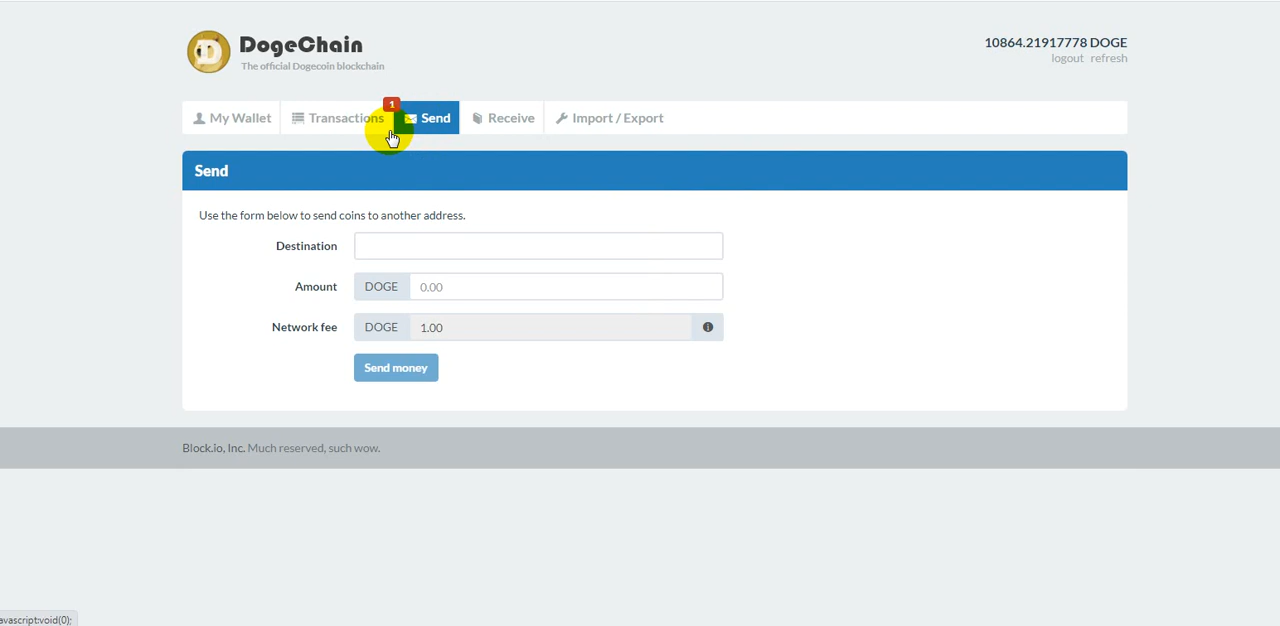 DogeChain
The official Dogecoin blockchain
10864.21917778 DOGE
logout refresh
My Wallet
Transactions
1
Send
Receive
Import / Export
Send
Use the form below to send coins to another address.
Destination
Amount DOGE 0.00
Network fee DOGE 1.00
Send money
Block.io, Inc. Much reserved, such wow.
avascript:void(0);